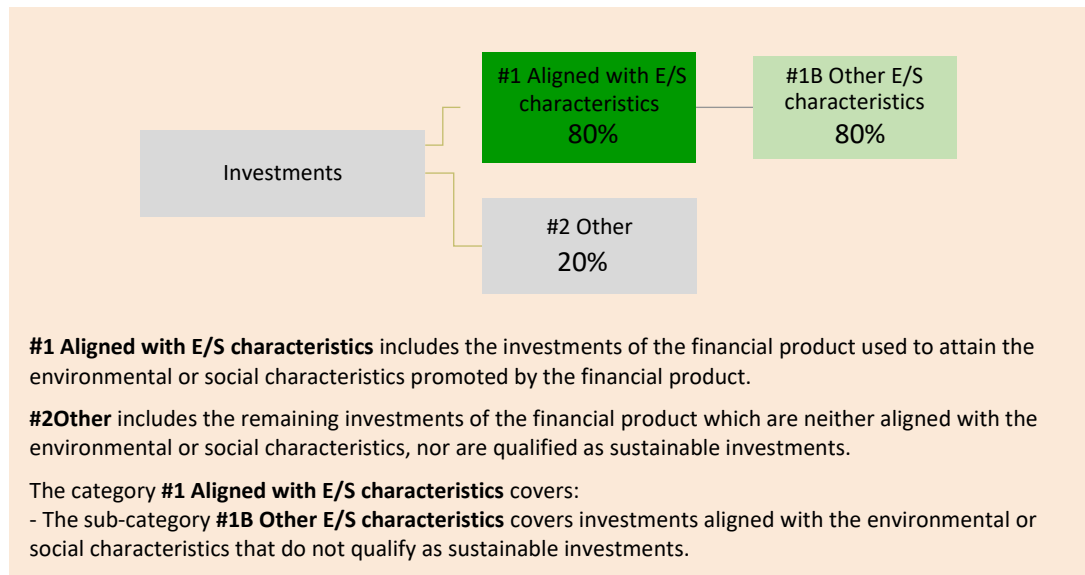 #1 Aligned with E/S
characteristics
80%
#1B Other E/S
characteristics
80%
Investments
#2 Other
20%
#1 Aligned with E/S characteristics includes the investments of the financial product used to attain the
environmental or social characteristics promoted by the financial product.
#2Other includes the remaining investments of the financial product which are neither aligned with the
environmental or social characteristics, nor are qualified as sustainable investments.
The category #1 Aligned with E/S characteristics covers:
- The sub-category #1B Other E/S characteristics covers investments aligned with the environmental or
social characteristics that do not qualify as sustainable investments.